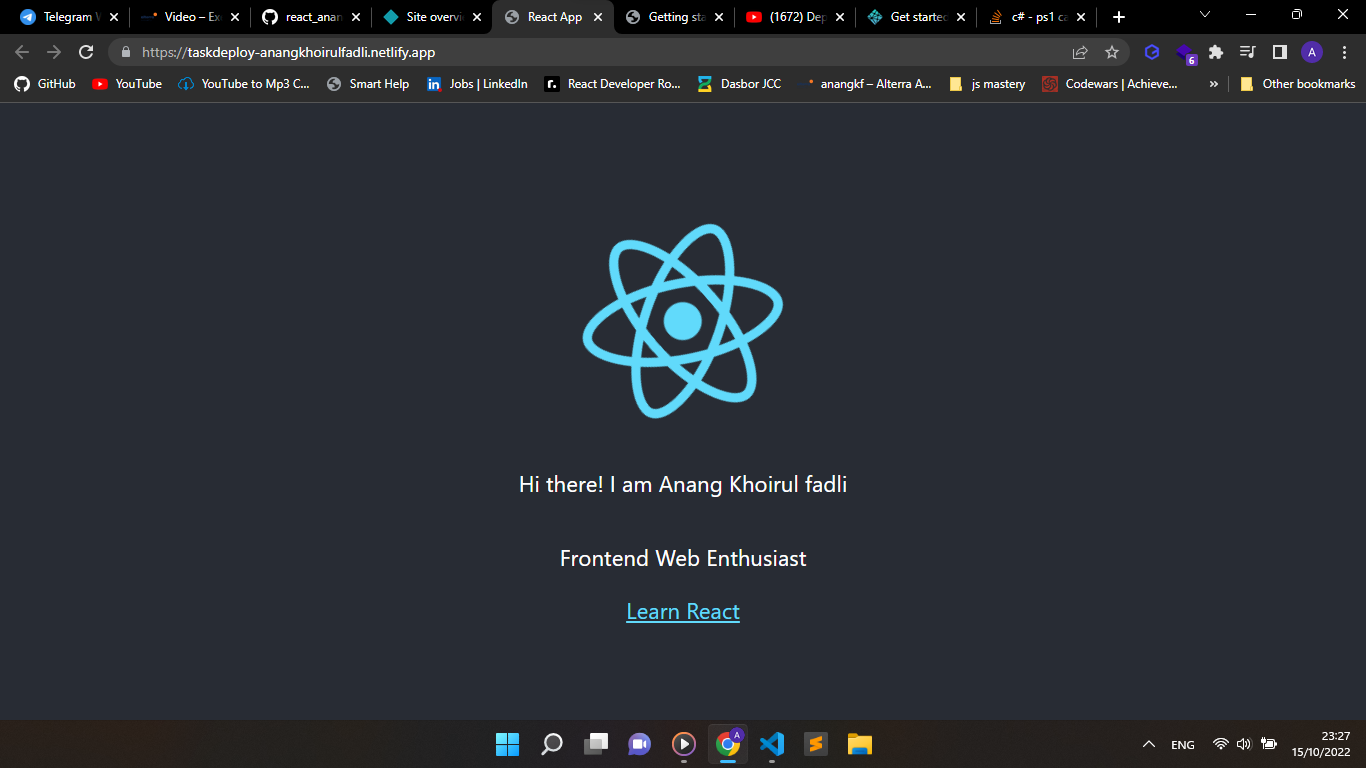 Telegram W
Video – Exc
react_anan
Site overvi
React App
Getting sta
(1672) Dep
Get started
c# - ps1 ca
https://taskdeploy-anangkhoirulfadli.netlify.app
6
A
GitHub
YouTube
YouTube to Mp3 C...
Smart Help
Jobs | LinkedIn
React Developer Ro...
Dasbor JCC
anangkf – Alterra A...
js mastery
Codewars | Achieve...
»
Other bookmarks
Hi there! I am Anang Khoirul fadli
Frontend Web Enthusiast
Learn React
A
ENG
23:27
15/10/2022